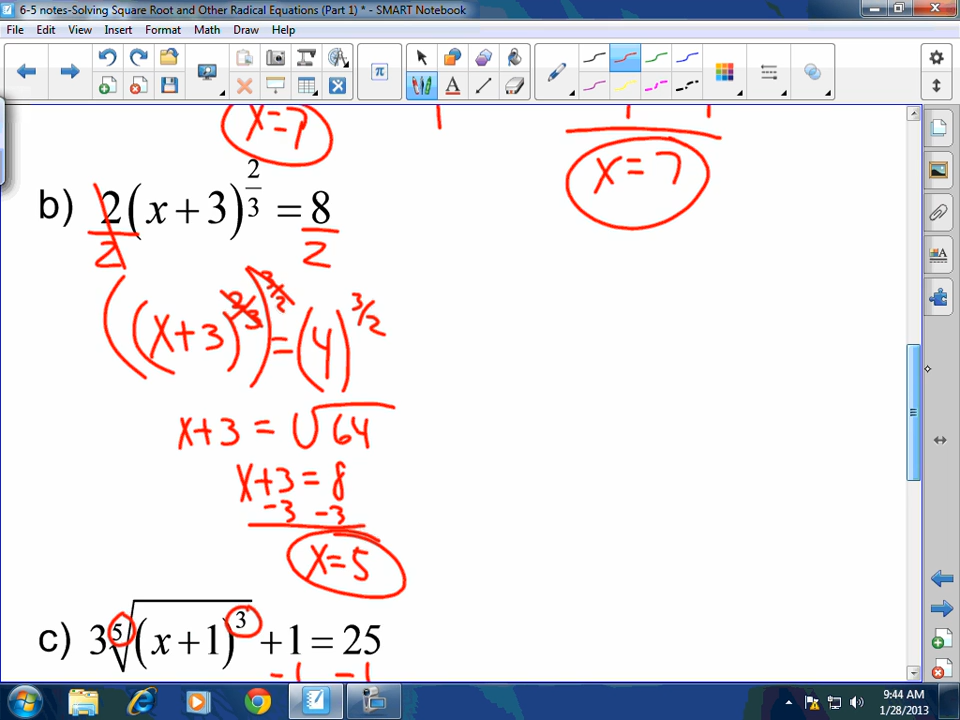 6-5 notes-Solving Square Root and Other Radical Equations (Part 1) * - SMART Notebook
File Edit View Insert Format Math Draw Help
x=7
x=7
b) 2(x+3)^(2/3) = 8
2 2
((x+3)^(2/3))^(3/2) = (4)^(3/2)
x+3 = √64
x+3 = 8
-3 -3
x=5
c) 3 ⁵√(x+1)³ +1 = 25
-1 -1
9:44 AM
1/28/2013